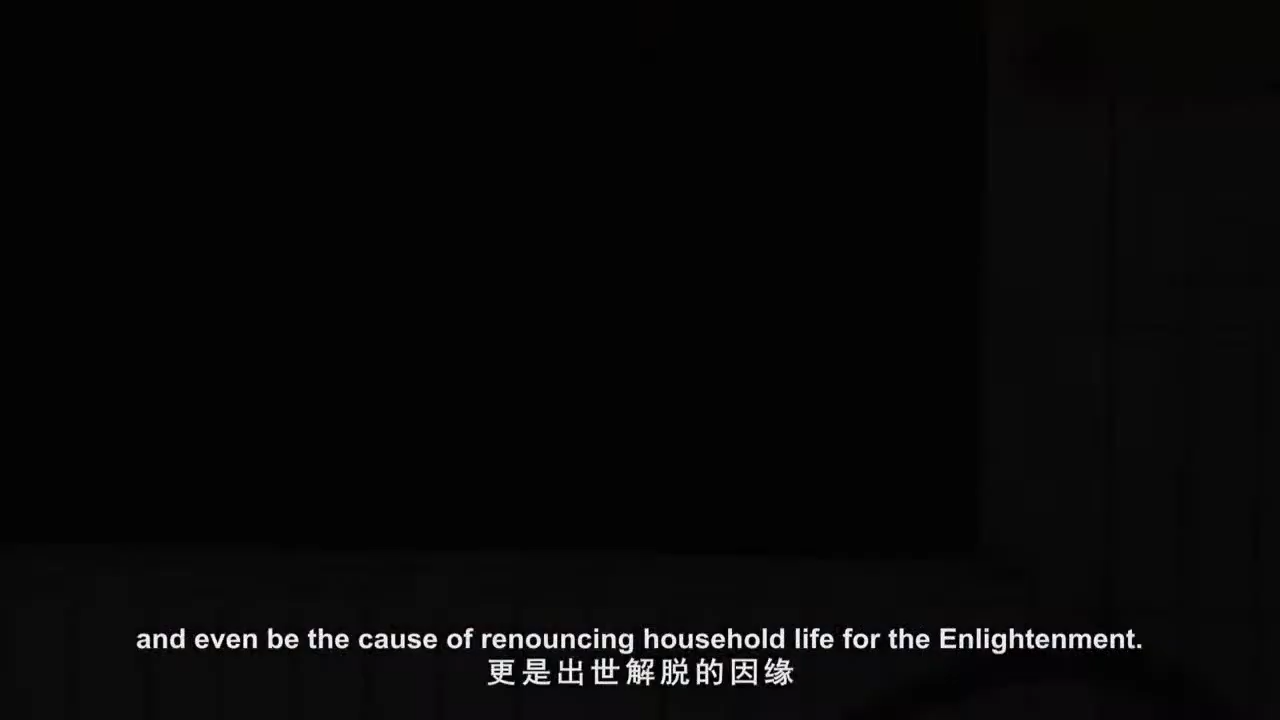 and even be the cause of renouncing household life for the Enlightenment.
更是出世解脱的因缘